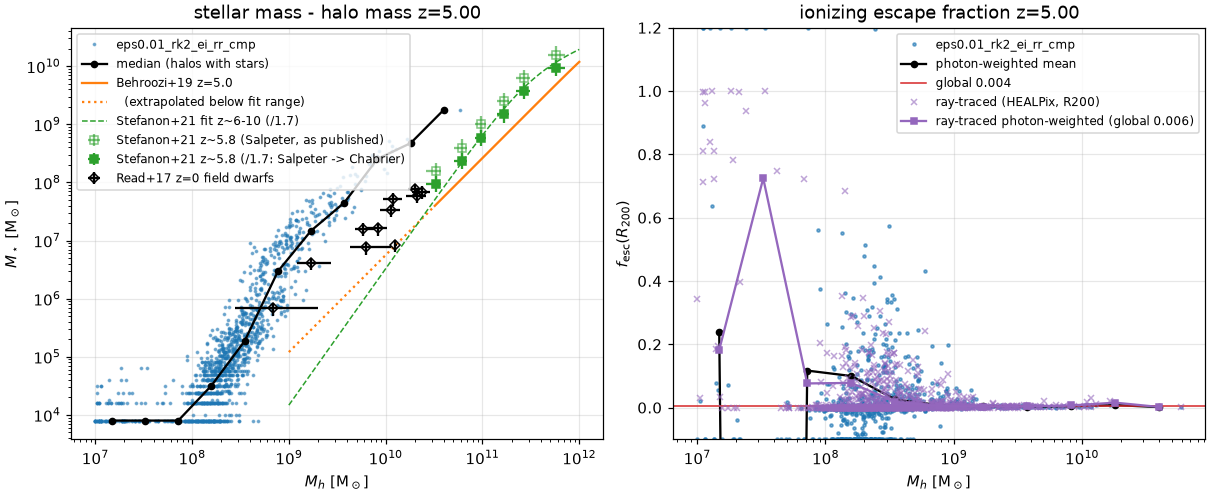 stellar mass - halo mass z=5.00
eps0.01_rk2_ei_rr_cmp
median (halos with stars)
Behroozi+19 z=5.0
(extrapolated below fit range)
Stefanon+21 fit z~6-10 (/1.7)
Stefanon+21 z~5.8 (Salpeter, as published)
Stefanon+21 z~5.8 (/1.7: Salpeter -> Chabrier)
Read+17 z=0 field dwarfs
10¹⁰
10⁹
10⁸
10⁷
10⁶
10⁵
10⁴
M⋆ [M⊙]
10⁷ 10⁸ 10⁹ 10¹⁰ 10¹¹ 10¹²
Mₕ [M⊙]
ionizing escape fraction z=5.00
eps0.01_rk2_ei_rr_cmp
photon-weighted mean
global 0.004
ray-traced (HEALPix, R200)
ray-traced photon-weighted (global 0.006)
1.2
1.0
0.8
0.6
0.4
0.2
0.0
f_esc(R₂₀₀)
10⁷ 10⁸ 10⁹ 10¹⁰
Mₕ [M⊙]